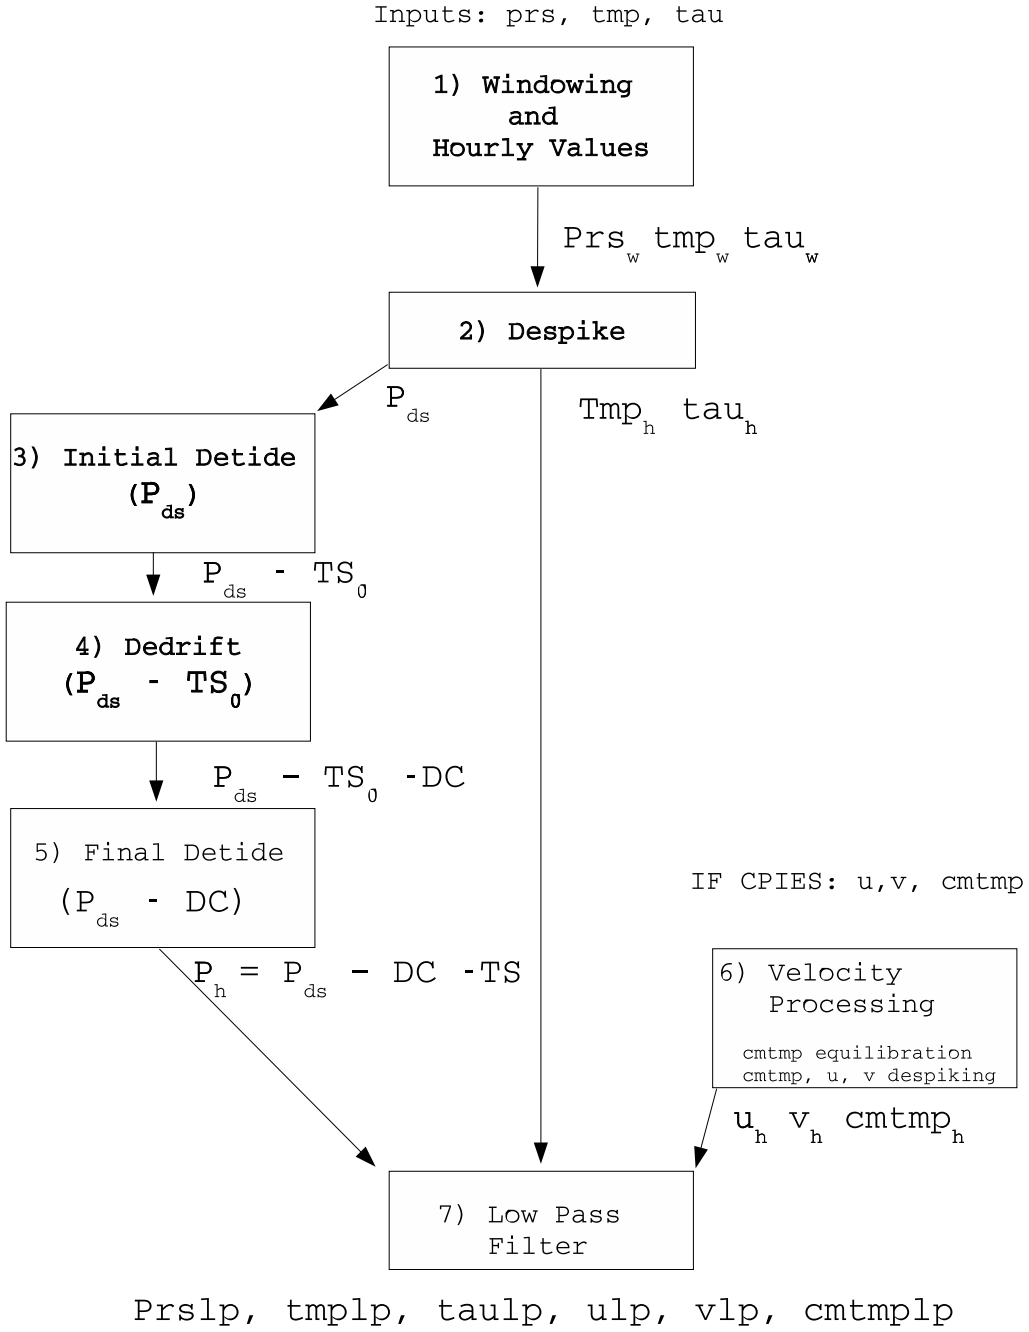 Inputs: prs, tmp, tau
1) Windowing
and
Hourly Values
Prs_w tmp_w tau_w
2) Despike
P_ds
Tmp_h tau_h
3) Initial Detide
(P_ds)
P_ds - TS_0
4) Dedrift
(P_ds - TS_0)
P_ds – TS_0 -DC
5) Final Detide
(P_ds - DC)
IF CPIES: u,v, cmtmp
P_h = P_ds – DC -TS
6) Velocity
Processing
cmtmp equilibration
cmtmp, u, v despiking
u_h v_h cmtmp_h
7) Low Pass
Filter
Prslp, tmplp, taulp, ulp, vlp, cmtmplp